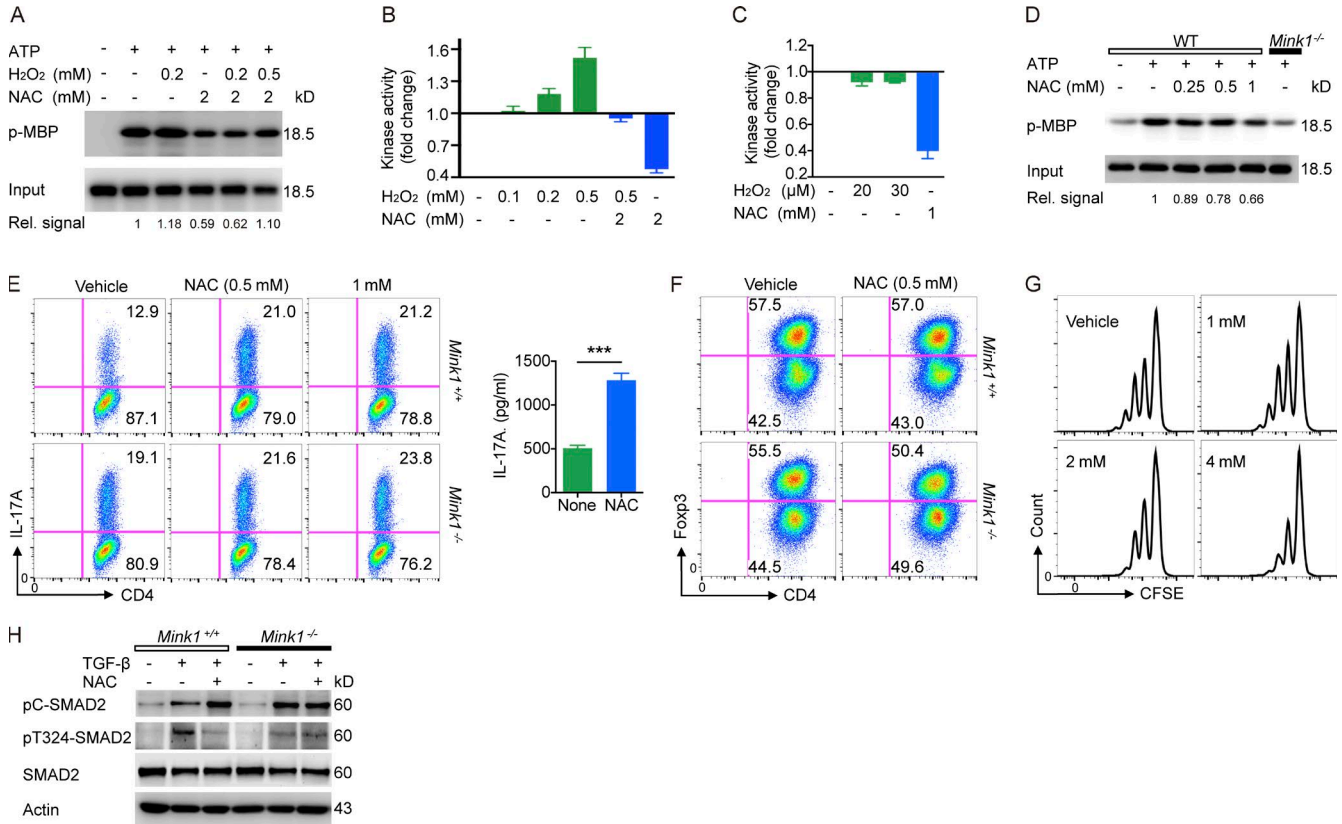 A
ATP - + + + + +
H2O2 (mM) - - 0.2 - 0.2 0.5
NAC (mM) - - - 2 2 2 kD
p-MBP 18.5
Input 18.5
Rel. signal 1 1.18 0.59 0.62 1.10
B
Kinase activity
(fold change)
1.6
1.4
1.2
1.0
0.8
0.6
0.4
H2O2 (mM) - 0.1 0.2 0.5 0.5 -
NAC (mM) - - - - 2 2
C
Kinase activity
(fold change)
1.2
1.0
0.8
0.6
0.4
0.2
H2O2 (µM) - 20 30 -
NAC (mM) - - - 1
D
WT Mink1-/-
ATP - + + + + +
NAC (mM) - - 0.25 0.5 1 - kD
p-MBP 18.5
Input 18.5
Rel. signal 1 0.89 0.78 0.66
E
Vehicle NAC (0.5 mM) 1 mM
12.9 21.0 21.2
87.1 79.0 78.8
Mink1+/+
19.1 21.6 23.8
80.9 78.4 76.2
Mink1-/-
IL-17A
0
0
CD4
IL-17A. (pg/ml)
1500
1000
500
0
***
None NAC
F
Vehicle NAC (0.5 mM)
57.5 57.0
42.5 43.0
Mink1+/+
55.5 50.4
44.5 49.6
Mink1-/-
Foxp3
0
0
CD4
G
Vehicle 1 mM
2 mM 4 mM
Count
0
0
CFSE
H
Mink1+/+ Mink1-/-
TGF-β - + + - + +
NAC - - + - - + kD
pC-SMAD2 60
pT324-SMAD2 60
SMAD2 60
Actin 43